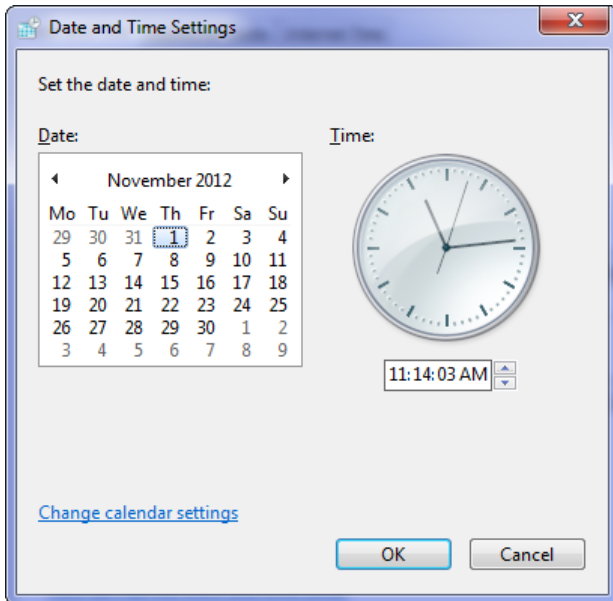 Date and Time Settings
Set the date and time:
Date:
Time:
November 2012
Mo Tu We Th Fr Sa Su
29 30 31 1 2 3 4
5 6 7 8 9 10 11
12 13 14 15 16 17 18
19 20 21 22 23 24 25
26 27 28 29 30 1 2
3 4 5 6 7 8 9
11:14:03 AM
Change calendar settings
OK
Cancel